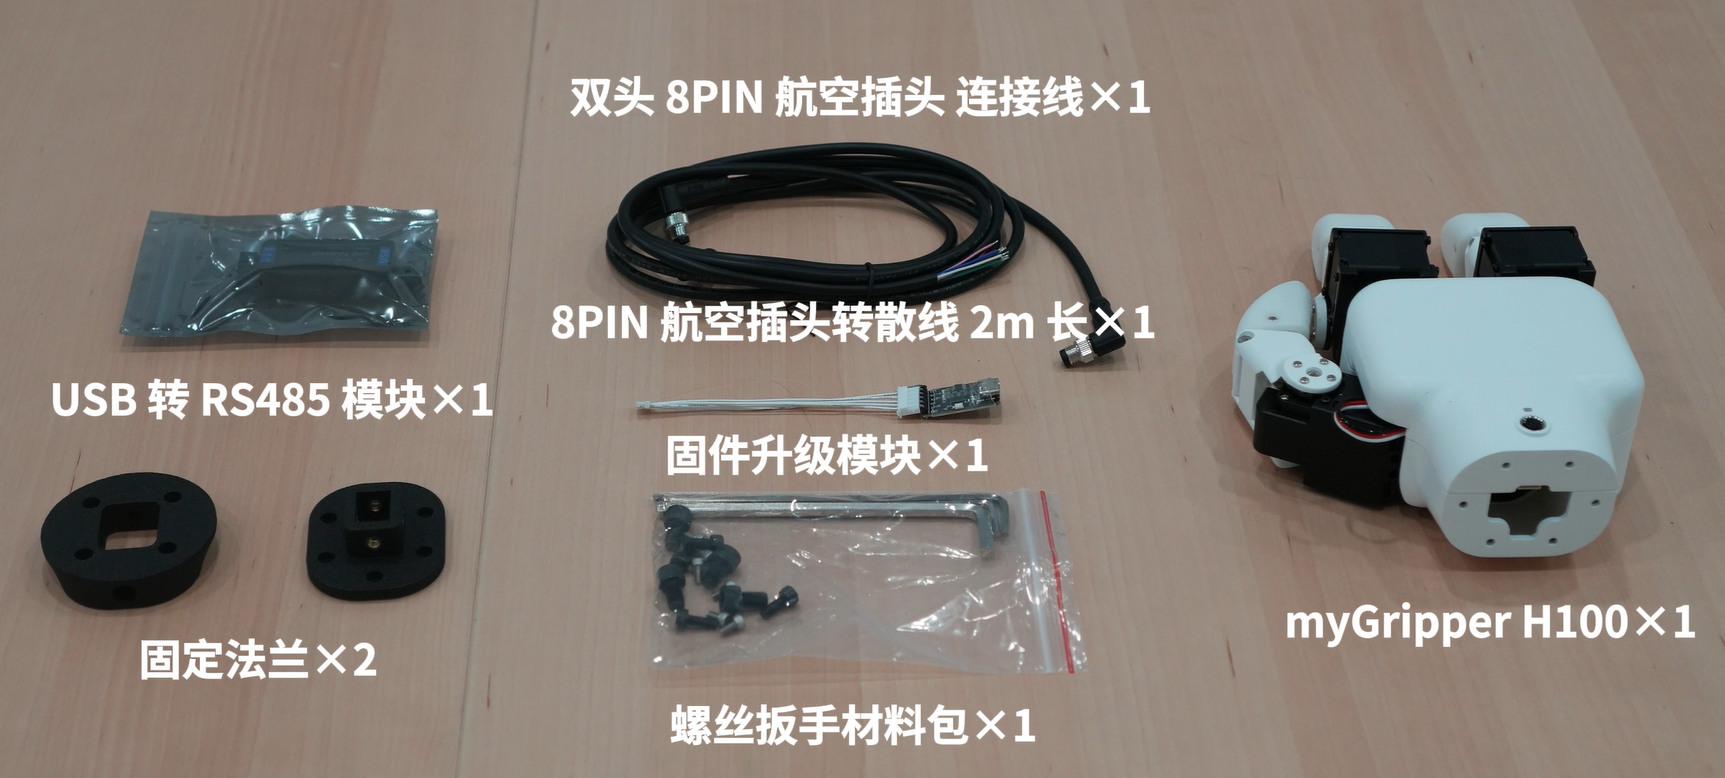 双头 8PIN 航空插头 连接线×1
8PIN 航空插头转散线 2m 长×1
USB 转 RS485 模块×1
固件升级模块×1
固定法兰×2
myGripper H100×1
螺丝扳手材料包×1